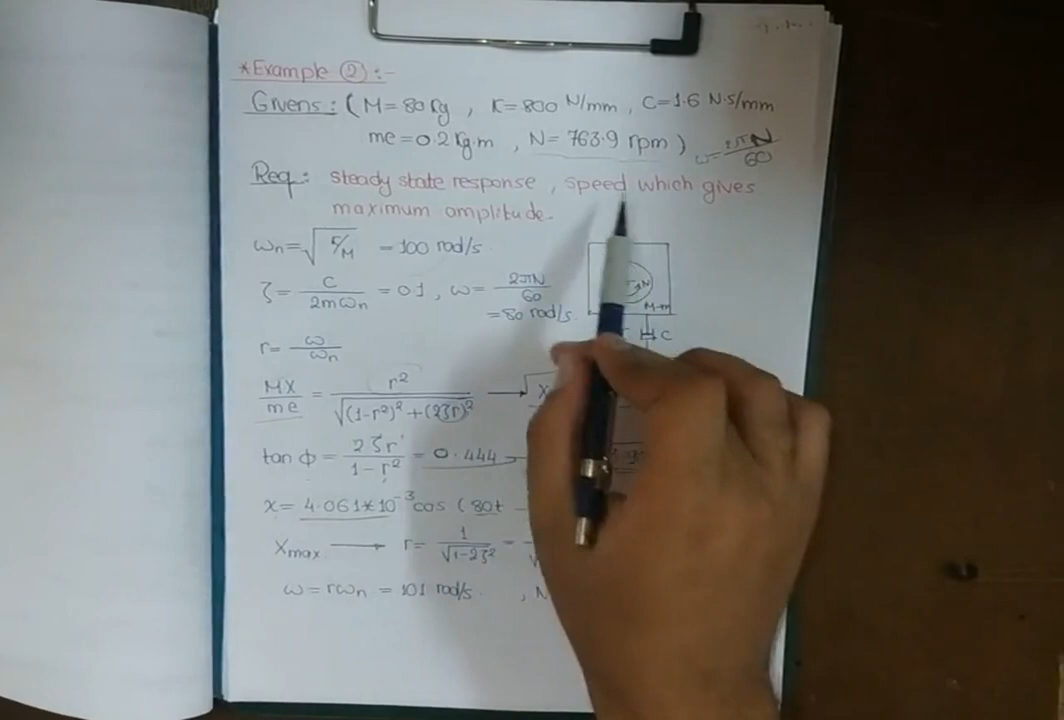 *Example ②:-
Givens: (M=80 Kg, K=800 N/mm, C=1.6 N.s/mm
me=0.2 Kg.m, N=763.9 rpm) ω=2πN/60
Req: steady state response, speed which gives
maximum amplitude.
ωn=√K/M = 100 rad/s.
ζ= C/2mωn =0.1, ω= 2πN/60
=80 rad/s.
M-m
C
r= ω/ωn
MX/me = r²/√(1-r²)²+(2ζr)² → X
tan φ = 2ζr/1-r² = 0.444
x= 4.061*10⁻³cos (80t -
Xmax → r= 1/√1-2ζ² =
ω=rωn = 101 rad/s. , N